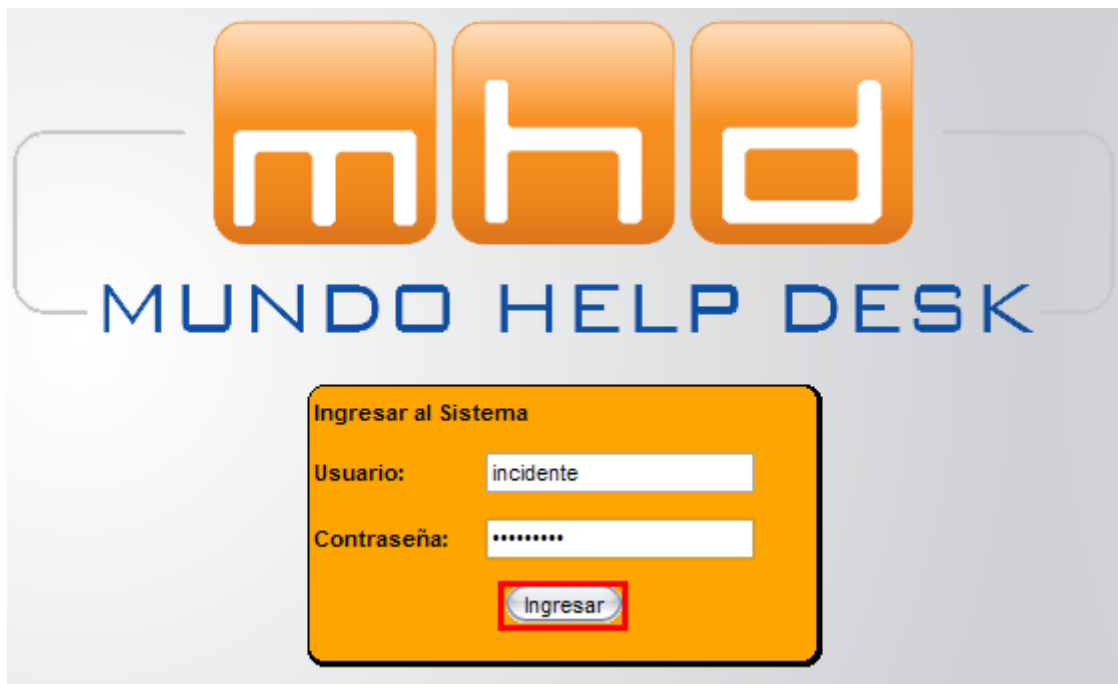 mhd
MUNDO HELP DESK
Ingresar al Sistema
Usuario: incidente
Contraseña: •••••••••
Ingresar